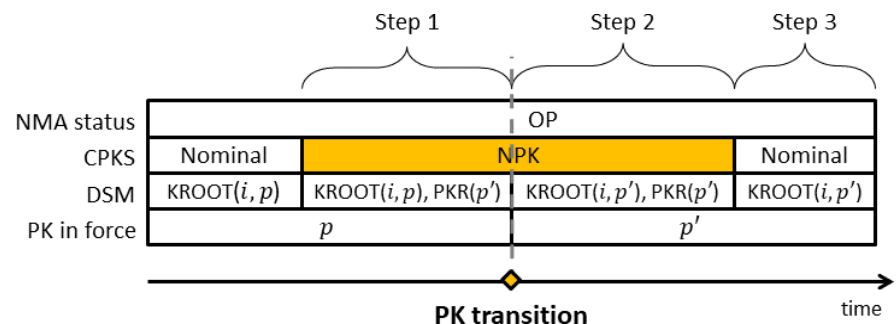 Step 1 Step 2 Step 3
NMA status OP
CPKS Nominal NPK Nominal
DSM KROOT(i, p) KROOT(i, p), PKR(p′) KROOT(i, p′), PKR(p′) KROOT(i, p′)
PK in force p p′
time
PK transition